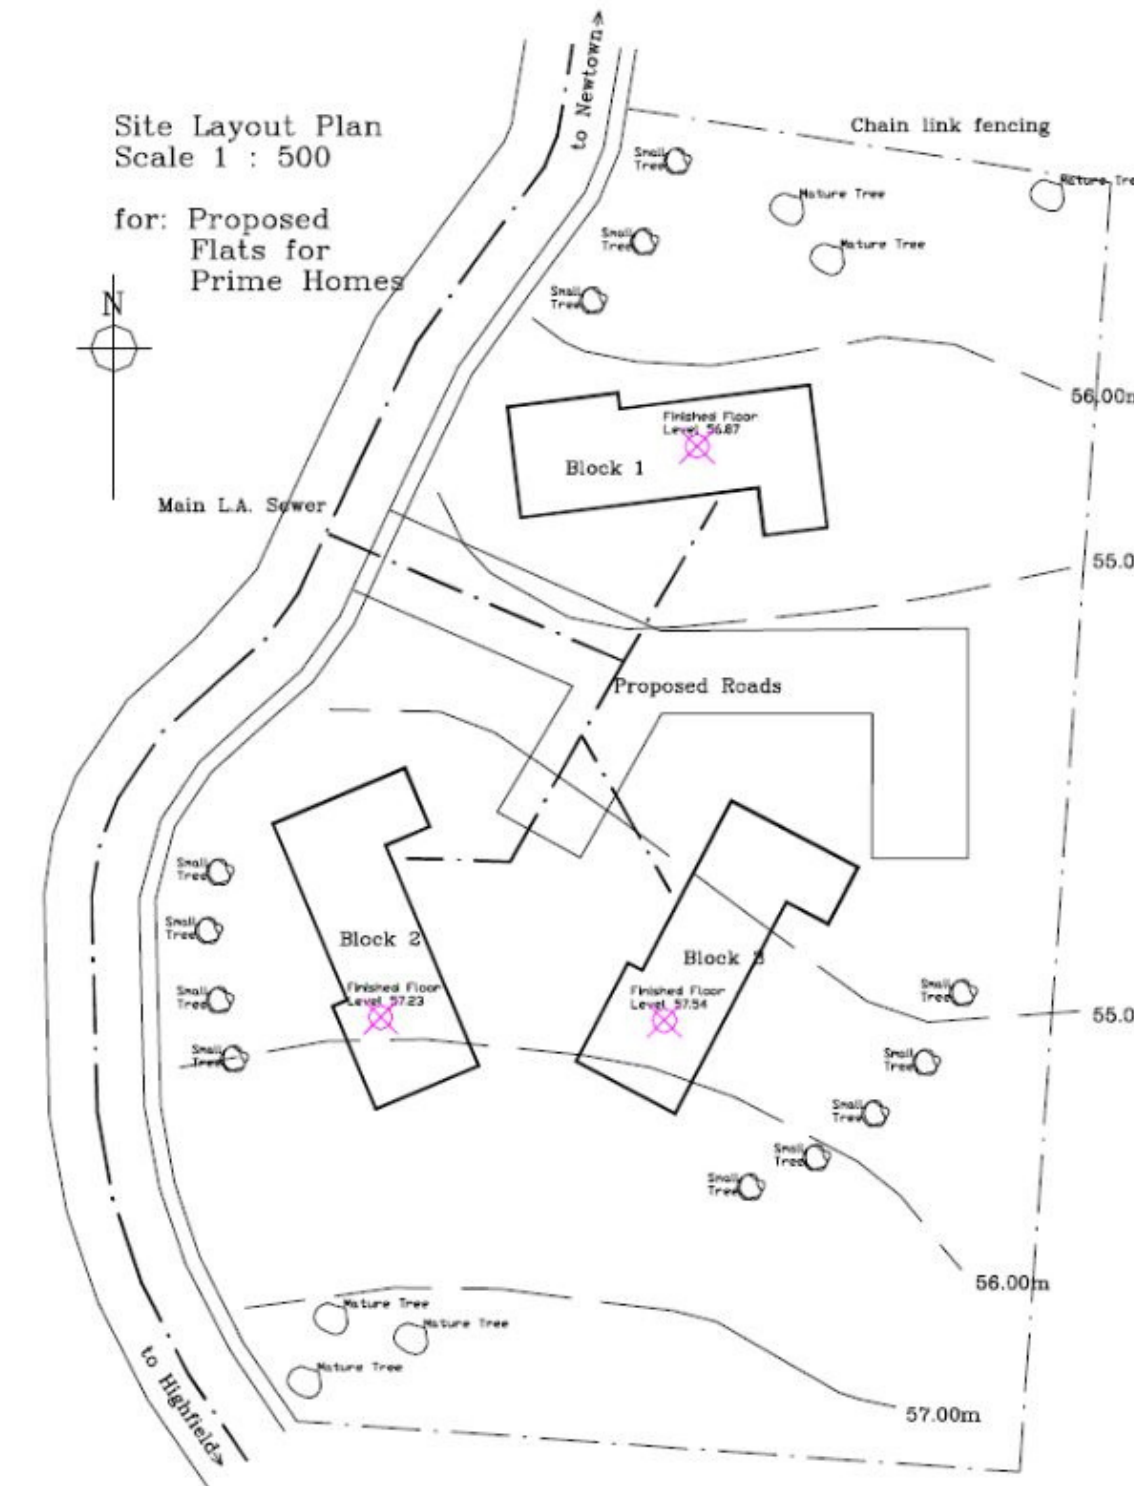 to Newtown
Site Layout Plan
Scale 1 : 500
for: Proposed
Flats for
Prime Homes
N
Chain link fencing
Small
Tree
Mature Tree
Mature Tre
Small
Tree
Mature Tree
Small
Tree
56.00m
Finished Floor
Level 56.87
Block 1
Main L.A. Sewer
55.0
Proposed Roads
Small
Tree
Small
Tree
Block 2
Block 3
Finished Floor
Level 57.23
Finished Floor
Level 57.54
Small
Tree
Small
Tree
55.0
Small
Tree
Small
Tree
Small
Tree
Small
Tree
Small
Tree
56.00m
Mature Tree
Mature Tree
Mature Tree
to Highfield
57.00m